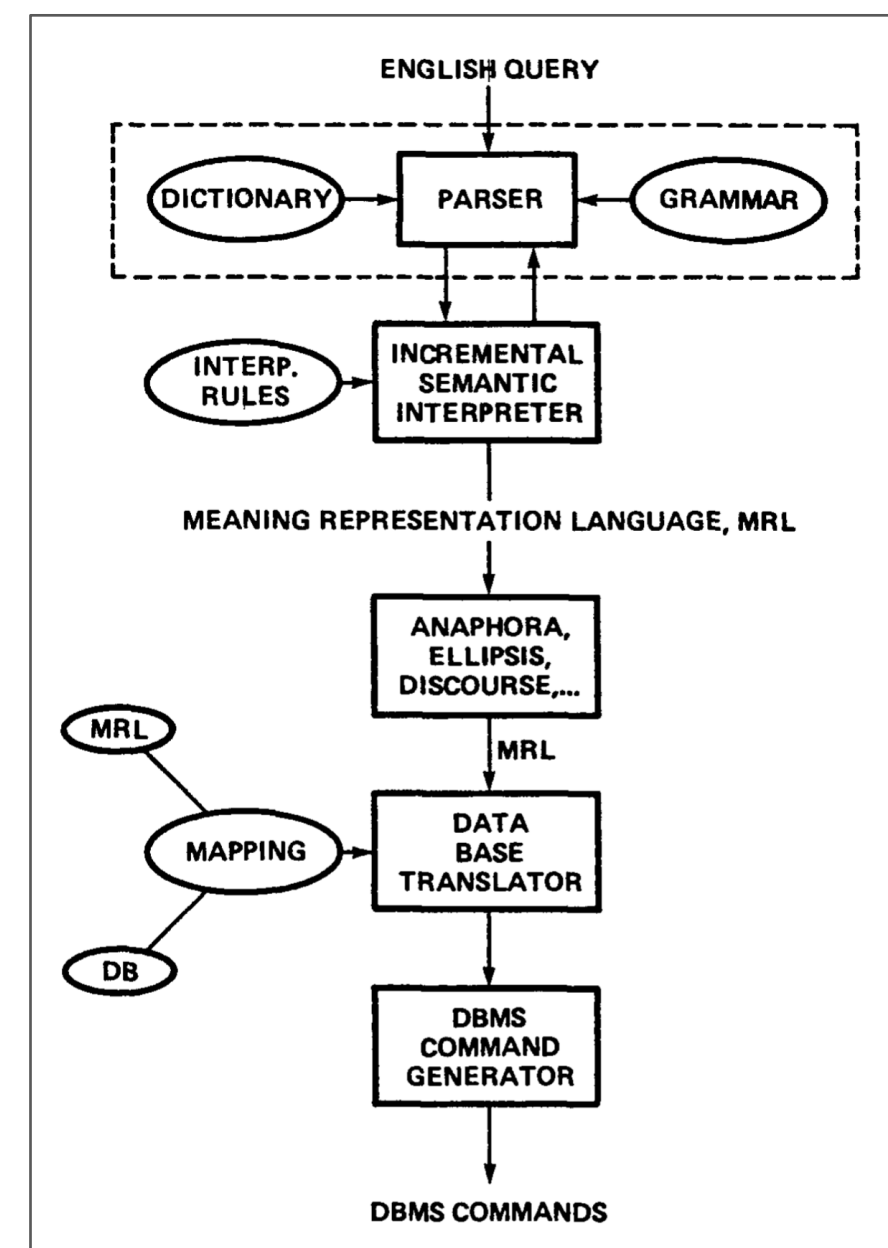 ENGLISH QUERY
DICTIONARY
PARSER
GRAMMAR
INTERP.
RULES
INCREMENTAL
SEMANTIC
INTERPRETER
MEANING REPRESENTATION LANGUAGE, MRL
ANAPHORA,
ELLIPSIS,
DISCOURSE,...
MRL
MRL
MAPPING
DATA
BASE
TRANSLATOR
DB
DBMS
COMMAND
GENERATOR
DBMS COMMANDS